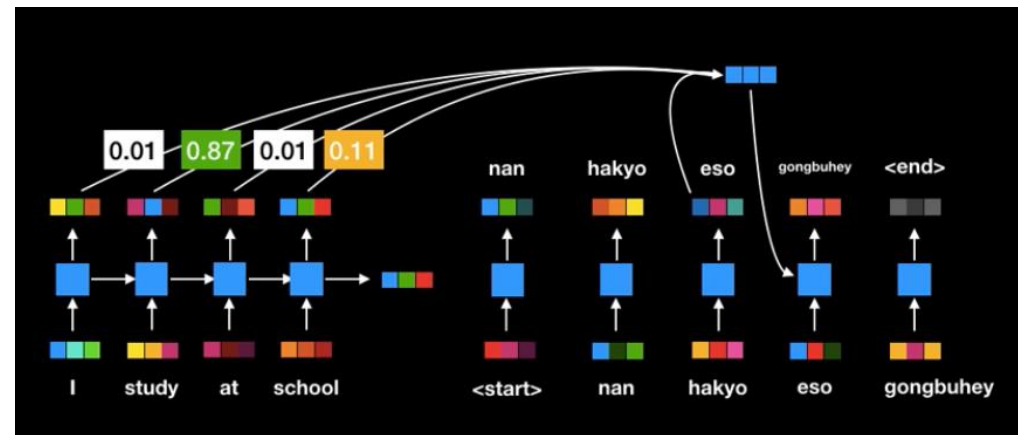 0.01 0.87 0.01 0.11
nan hakyo eso gongbuhey <end>
I study at school <start> nan hakyo eso gongbuhey